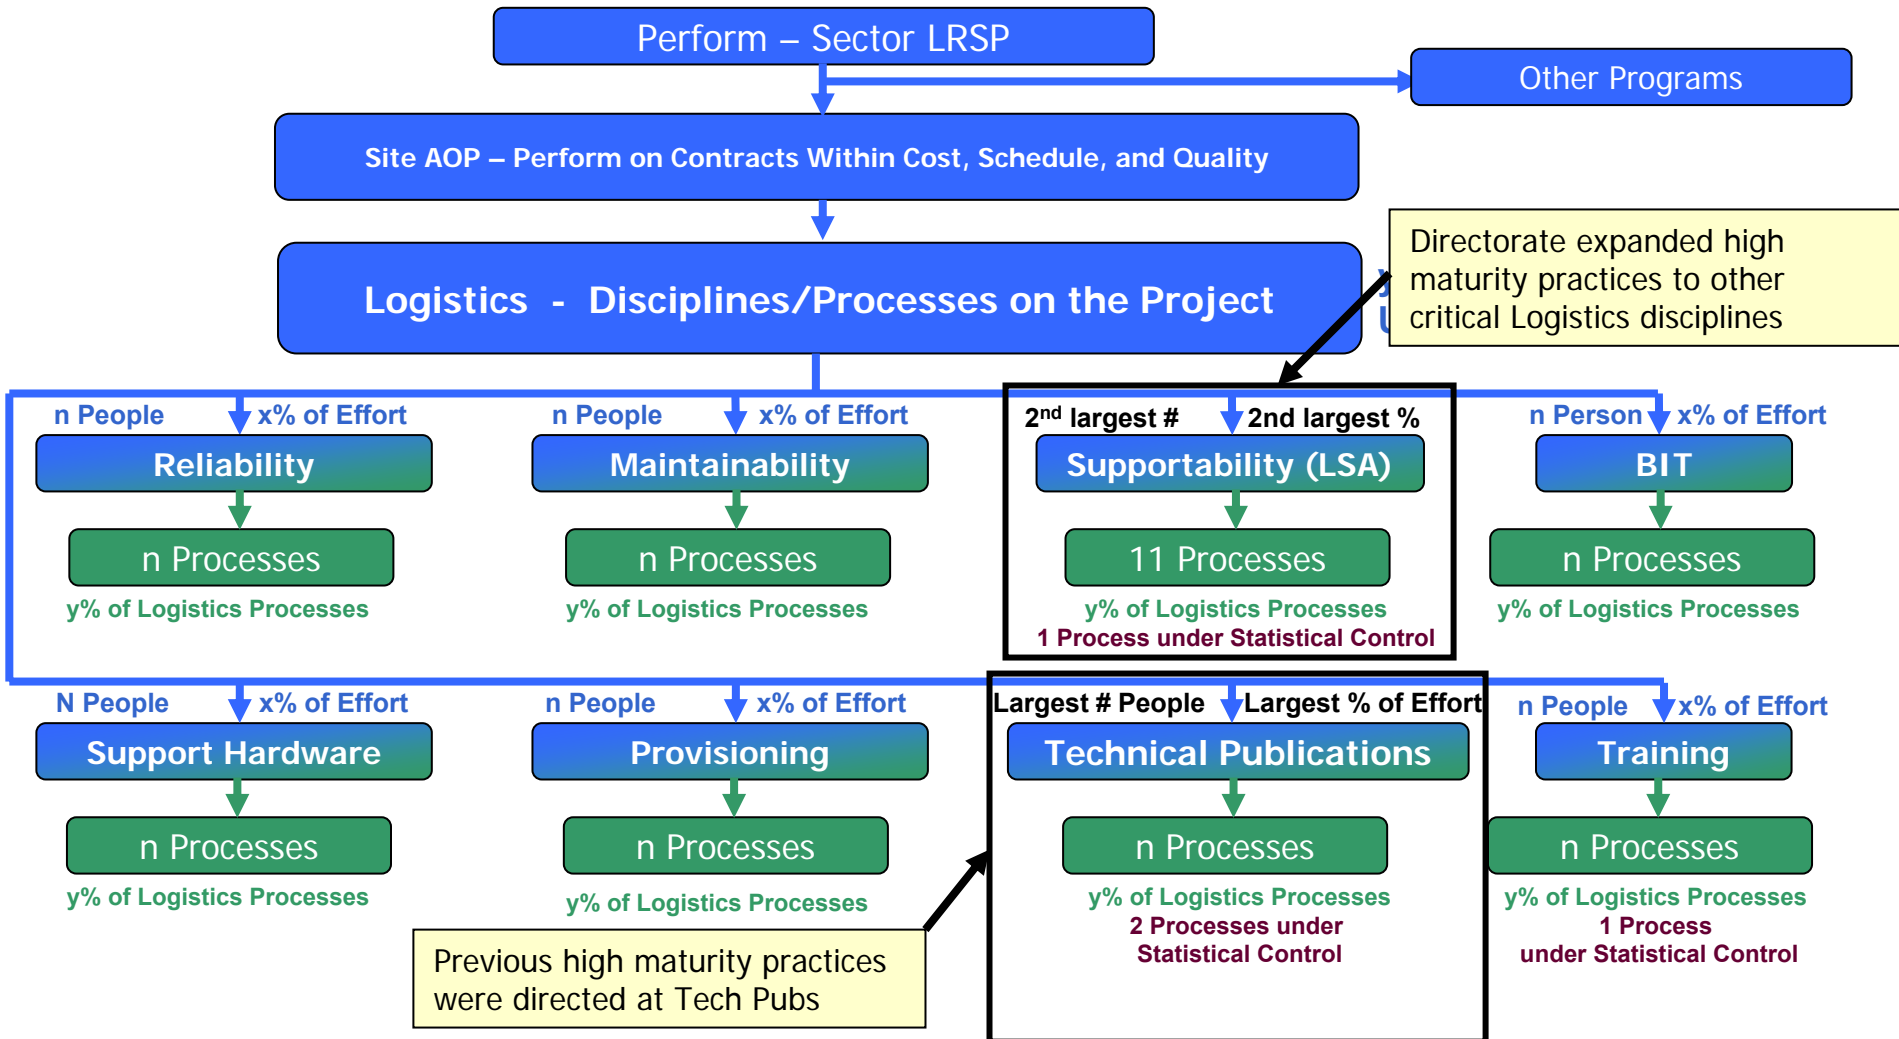 Perform – Sector LRSP
Other Programs
Site AOP – Perform on Contracts Within Cost, Schedule, and Quality
Logistics - Disciplines/Processes on the Project
Directorate expanded high
maturity practices to other
critical Logistics disciplines
n People x% of Effort
Reliability
n Processes
y% of Logistics Processes
n People x% of Effort
Maintainability
n Processes
y% of Logistics Processes
2nd largest # 2nd largest %
Supportability (LSA)
11 Processes
y% of Logistics Processes
1 Process under Statistical Control
n Person x% of Effort
BIT
n Processes
y% of Logistics Processes
N People x% of Effort
Support Hardware
n Processes
y% of Logistics Processes
n People x% of Effort
Provisioning
n Processes
y% of Logistics Processes
Largest # People Largest % of Effort
Technical Publications
n Processes
y% of Logistics Processes
2 Processes under
Statistical Control
n People x% of Effort
Training
n Processes
y% of Logistics Processes
1 Process
under Statistical Control
Previous high maturity practices
were directed at Tech Pubs